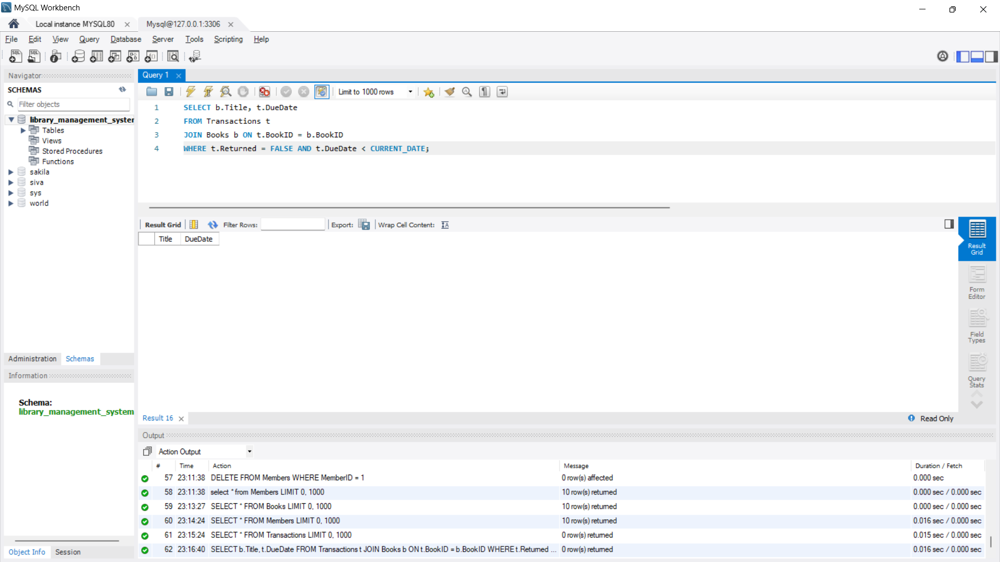 MySQL Workbench
Local instance MYSQL80
Mysql@127.0.0.1:3306
File Edit View Query Database Server Tools Scripting Help
Navigator
SCHEMAS
Filter objects
library_management_system
Tables
Views
Stored Procedures
Functions
sakila
siva
sys
world
Administration Schemas
Information
Schema:
library_management_system
Object Info Session
Query 1
Limit to 1000 rows
1 SELECT b.Title, t.DueDate
2 FROM Transactions t
3 JOIN Books b ON t.BookID = b.BookID
4 WHERE t.Returned = FALSE AND t.DueDate < CURRENT_DATE;
Result Grid Filter Rows: Export: Wrap Cell Content:
Title DueDate
Result Grid
Form Editor
Field Types
Query Stats
Result 16
Read Only
Output
Action Output
# Time Action Message Duration / Fetch
57 23:11:38 DELETE FROM Members WHERE MemberID = 1 0 row(s) affected 0.000 sec
58 23:11:38 select * from Members LIMIT 0, 1000 10 row(s) returned 0.000 sec / 0.000 sec
59 23:13:27 SELECT * FROM Books LIMIT 0, 1000 10 row(s) returned 0.000 sec / 0.000 sec
60 23:14:24 SELECT * FROM Members LIMIT 0, 1000 10 row(s) returned 0.016 sec / 0.000 sec
61 23:15:24 SELECT * FROM Transactions LIMIT 0, 1000 0 row(s) returned 0.015 sec / 0.000 sec
62 23:16:40 SELECT b.Title, t.DueDate FROM Transactions t JOIN Books b ON t.BookID = b.BookID WHERE t.Returned ... 0 row(s) returned 0.016 sec / 0.000 sec